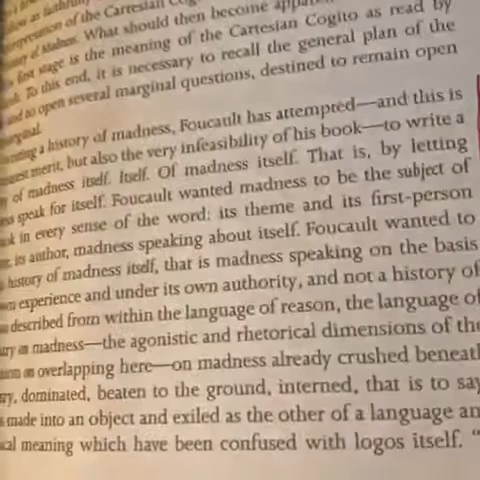 as faithfully
interpretation of the Cartesian Cog
of Madness. What should then become appar
first stage is the meaning of the Cartesian Cogito as read by
To this end, it is necessary to recall the general plan of the
and to open several marginal questions, destined to remain open
marginal.
writing a history of madness, Foucault has attempted—and this is
merit, but also the very infeasibility of his book—to write a
of madness itself. Itself. Of madness itself. That is, by letting
speak for itself. Foucault wanted madness to be the subject of
in every sense of the word: its theme and its first-person
its author, madness speaking about itself. Foucault wanted to
history of madness itself, that is madness speaking on the basis
experience and under its own authority, and not a history of
described from within the language of reason, the language of
madness—the agonistic and rhetorical dimensions of the
on overlapping here—on madness already crushed beneath
dominated, beaten to the ground, interned, that is to say
made into an object and exiled as the other of a language an
cal meaning which have been confused with logos itself. "